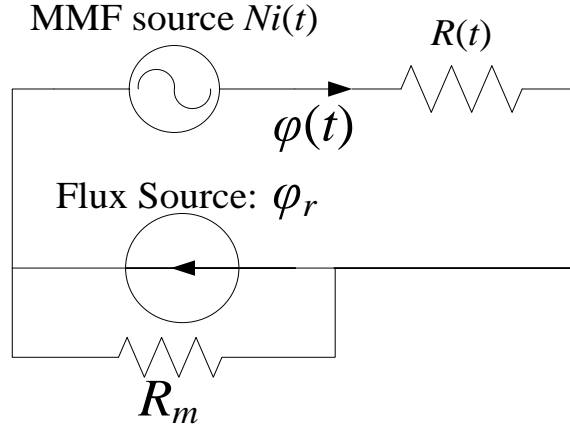 MMF source Ni(t)
R(t)
φ(t)
Flux Source: φr
Rm